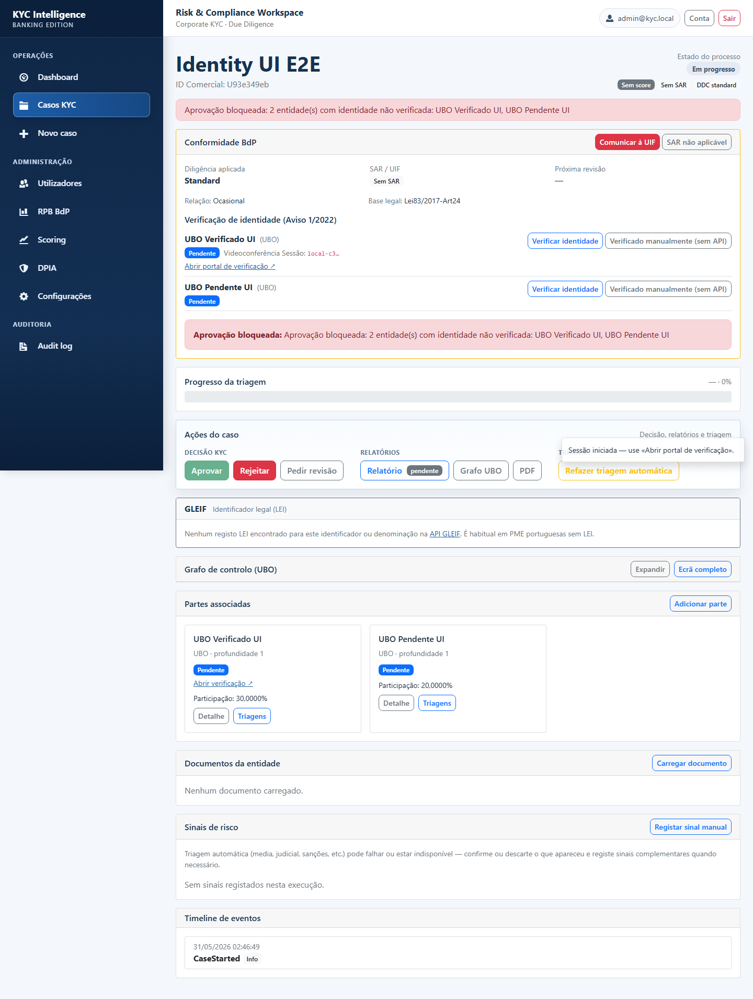 KYC Intelligence
BANKING EDITION
OPERAÇÕES
Dashboard
Casos KYC
Novo caso
ADMINISTRAÇÃO
Utilizadores
RPB BdP
Scoring
DPIA
Configurações
AUDITORIA
Audit log
Risk & Compliance Workspace
Corporate KYC · Due Diligence
admin@kyc.local
Conta
Sair
Identity UI E2E
ID Comercial: U93e349eb
Estado do processo
Em progresso
Sem score Sem SAR DDC standard
Aprovação bloqueada: 2 entidade(s) com identidade não verificada: UBO Verificado UI, UBO Pendente UI
Conformidade BdP
Comunicar à UIF SAR não aplicável
Diligência aplicada
Standard
SAR / UIF
Sem SAR
Próxima revisão
—
Relação: Ocasional
Base legal: Lei83/2017-Art24
Verificação de identidade (Aviso 1/2022)
UBO Verificado UI (UBO)
Pendente Videoconferência Sessão: local-c3…
Abrir portal de verificação ↗
Verificar identidade Verificado manualmente (sem API)
UBO Pendente UI (UBO)
Pendente
Verificar identidade Verificado manualmente (sem API)
Aprovação bloqueada: Aprovação bloqueada: 2 entidade(s) com identidade não verificada: UBO Verificado UI, UBO Pendente UI
Progresso da triagem
— · 0%
Ações do caso
Decisão, relatórios e triagem
DECISÃO KYC
Aprovar Rejeitar Pedir revisão
RELATÓRIOS
Relatório pendente Grafo UBO PDF
Sessão iniciada — use «Abrir portal de verificação».
Refazer triagem automática
GLEIF Identificador legal (LEI)
Nenhum registo LEI encontrado para este identificador ou denominação na API GLEIF. É habitual em PME portuguesas sem LEI.
Grafo de controlo (UBO)
Expandir Ecrã completo
Partes associadas
Adicionar parte
UBO Verificado UI
UBO · profundidade 1
Pendente
Abrir verificação ↗
Participação: 30,0000%
Detalhe Triagens
UBO Pendente UI
UBO · profundidade 1
Pendente
Participação: 20,0000%
Detalhe Triagens
Documentos da entidade
Carregar documento
Nenhum documento carregado.
Sinais de risco
Registar sinal manual
Triagem automática (media, judicial, sanções, etc.) pode falhar ou estar indisponível — confirme ou descarte o que apareceu e registe sinais complementares quando
necessário.
Sem sinais registados nesta execução.
Timeline de eventos
31/05/2026 02:46:49
CaseStarted Info